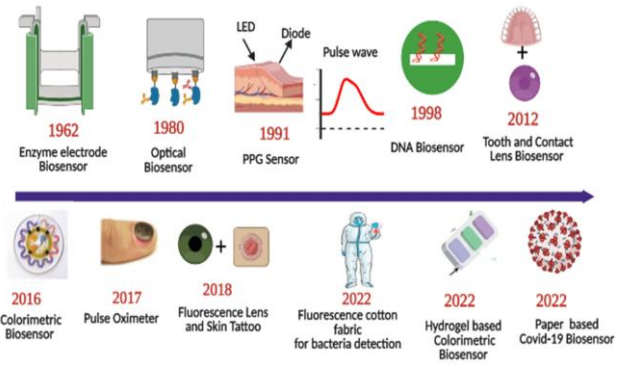 LED
Diode
Pulse wave
1962
Enzyme electrode
Biosensor
1980
Optical
Biosensor
1991
PPG Sensor
1998
DNA Biosensor
2012
Tooth and Contact
Lens Biosensor
2016
Colorimetric
Biosensor
2017
Pulse Oximeter
2018
Fluorescence Lens
and Skin Tattoo
2022
Fluorescence cotton
fabric
for bacteria detection
2022
Hydrogel based
Colorimetric
Biosensor
2022
Paper based
Covid-19 Biosensor